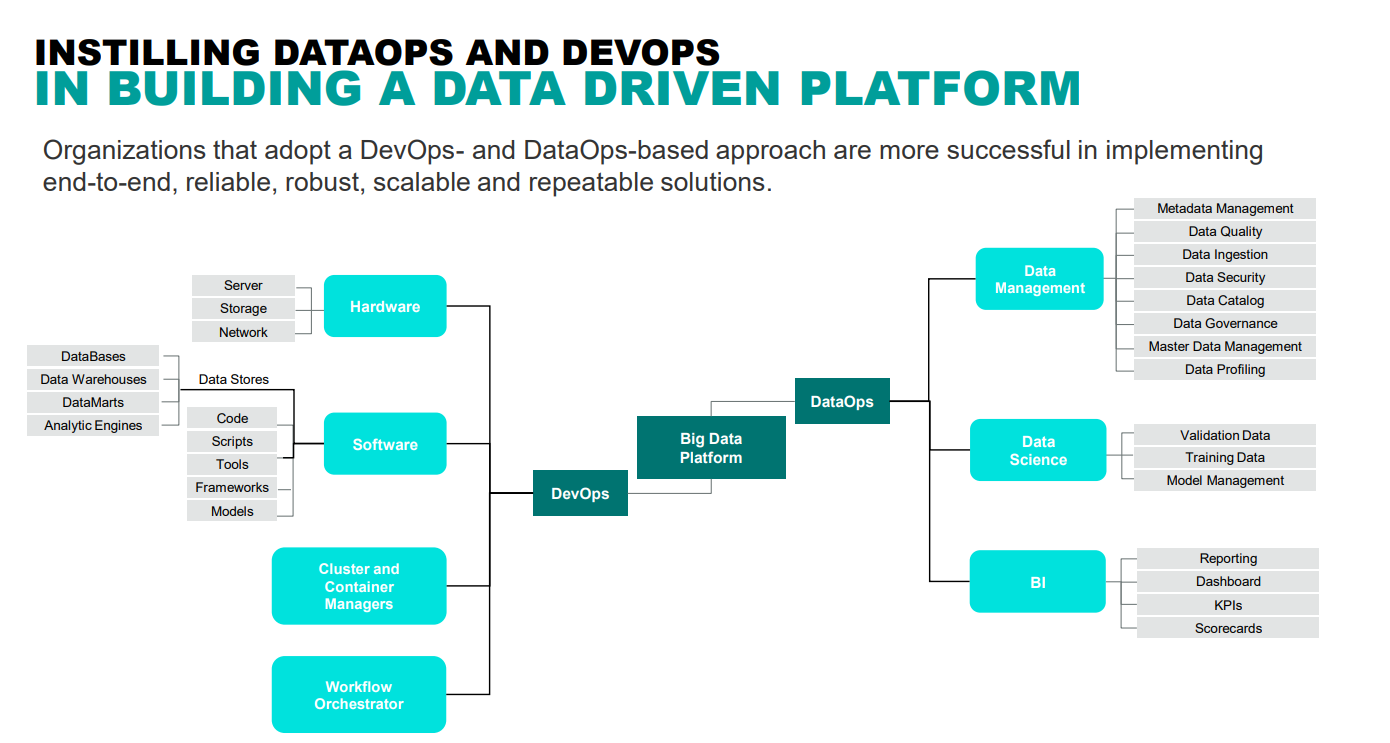 INSTILLING DATAOPS AND DEVOPS
IN BUILDING A DATA DRIVEN PLATFORM
Organizations that adopt a DevOps- and DataOps-based approach are more successful in implementing
end-to-end, reliable, robust, scalable and repeatable solutions.
Server
Storage
Network
Hardware
DataBases
Data Warehouses
DataMarts
Analytic Engines
Data Stores
Code
Scripts
Tools
Frameworks
Models
Software
Cluster and
Container
Managers
Workflow
Orchestrator
DevOps
Big Data
Platform
DataOps
Data
Management
Metadata Management
Data Quality
Data Ingestion
Data Security
Data Catalog
Data Governance
Master Data Management
Data Profiling
Data
Science
Validation Data
Training Data
Model Management
BI
Reporting
Dashboard
KPIs
Scorecards